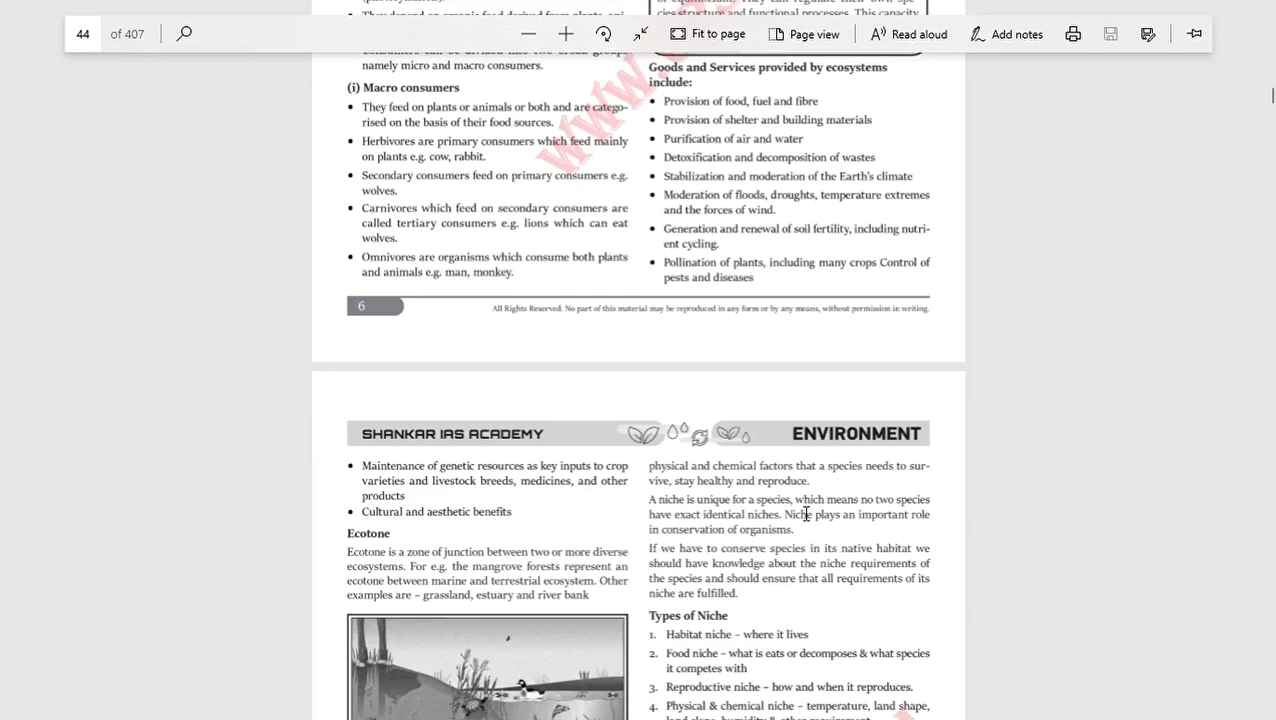 44 of 407
Fit to page
Page view
Read aloud
Add notes
Consumers can be divided into two broad groups
namely micro and macro consumers.
(i) Macro consumers
• They feed on plants or animals or both and are catego-
rised on the basis of their food sources.
• Herbivores are primary consumers which feed mainly
on plants e.g. cow, rabbit.
• Secondary consumers feed on primary consumers e.g.
wolves.
• Carnivores which feed on secondary consumers are
called tertiary consumers e.g. lions which can eat
wolves.
• Omnivores are organisms which consume both plants
and animals e.g. man, monkey.
Goods and Services provided by ecosystems
include:
• Provision of food, fuel and fibre
• Provision of shelter and building materials
• Purification of air and water
• Detoxification and decomposition of wastes
• Stabilization and moderation of the Earth's climate
• Moderation of floods, droughts, temperature extremes
and the forces of wind.
• Generation and renewal of soil fertility, including nutri-
ent cycling.
• Pollination of plants, including many crops Control of
pests and diseases
www.
6
All Rights Reserved. No part of this material may be reproduced in any form or by any means, without permission in writing.
SHANKAR IAS ACADEMY
ENVIRONMENT
• Maintenance of genetic resources as key inputs to crop
varieties and livestock breeds, medicines, and other
products
• Cultural and aesthetic benefits
Ecotone
Ecotone is a zone of junction between two or more diverse
ecosystems. For e.g. the mangrove forests represent an
ecotone between marine and terrestrial ecosystem. Other
examples are – grassland, estuary and river bank
physical and chemical factors that a species needs to sur-
vive, stay healthy and reproduce.
A niche is unique for a species, which means no two species
have exact identical niches. Niche plays an important role
in conservation of organisms.
If we have to conserve species in its native habitat we
should have knowledge about the niche requirements of
the species and should ensure that all requirements of its
niche are fulfilled.
Types of Niche
1. Habitat niche – where it lives
2. Food niche – what is eats or decomposes & what species
it competes with
3. Reproductive niche – how and when it reproduces.
4. Physical & chemical niche – temperature, land shape,